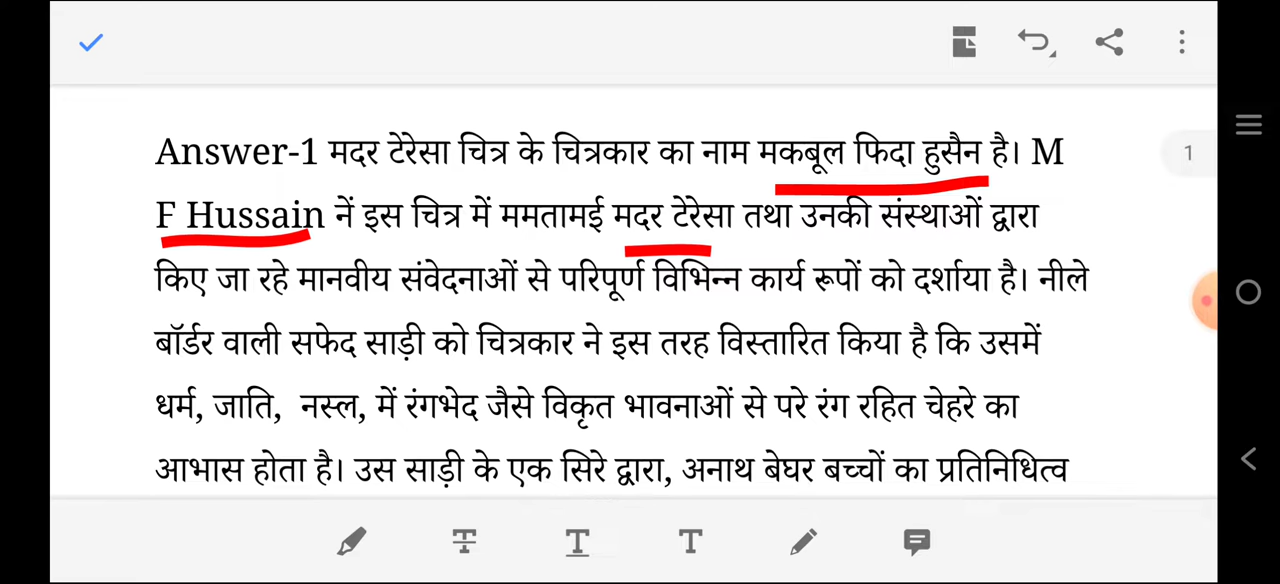 Answer-1 मदर टेरेसा चित्र के चित्रकार का नाम मकबूल फिदा हुसैन है। M
1
F Hussain नें इस चित्र में ममतामई मदर टेरेसा तथा उनकी संस्थाओं द्वारा
किए जा रहे मानवीय संवेदनाओं से परिपूर्ण विभिन्न कार्य रूपों को दर्शाया है। नीले
बॉर्डर वाली सफेद साड़ी को चित्रकार ने इस तरह विस्तारित किया है कि उसमें
धर्म, जाति, नस्ल, में रंगभेद जैसे विकृत भावनाओं से परे रंग रहित चेहरे का
आभास होता है। उस साड़ी के एक सिरे द्वारा, अनाथ बेघर बच्चों का प्रतिनिधित्व